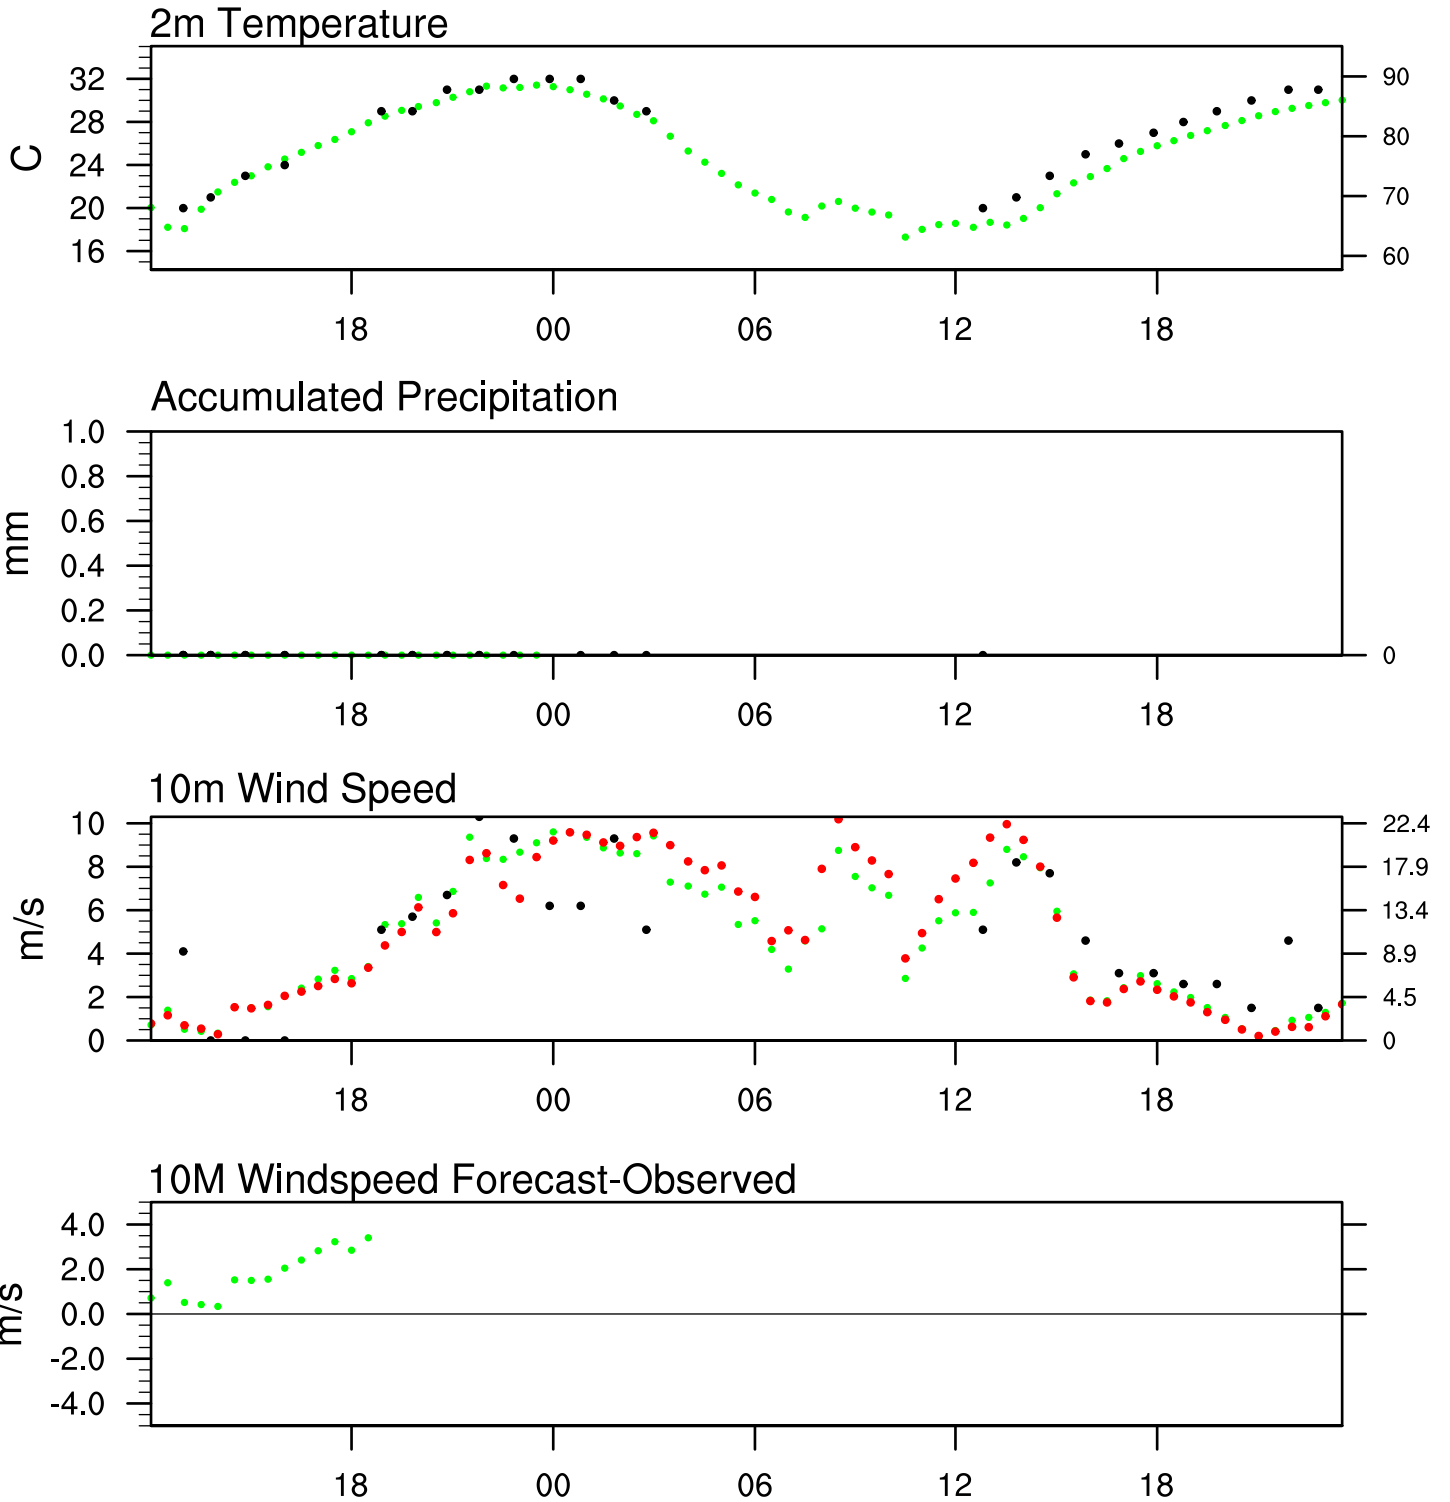 2m Temperature
32
28
24
20
16
C
90
80
70
60
18 00 06 12 18
Accumulated Precipitation
1.0
0.8
0.6
0.4
0.2
0.0
mm
0
18 00 06 12 18
10m Wind Speed
10
8
6
4
2
0
m/s
22.4
17.9
13.4
8.9
4.5
0
18 00 06 12 18
10M Windspeed Forecast-Observed
4.0
2.0
0.0
-2.0
-4.0
m/s
18 00 06 12 18